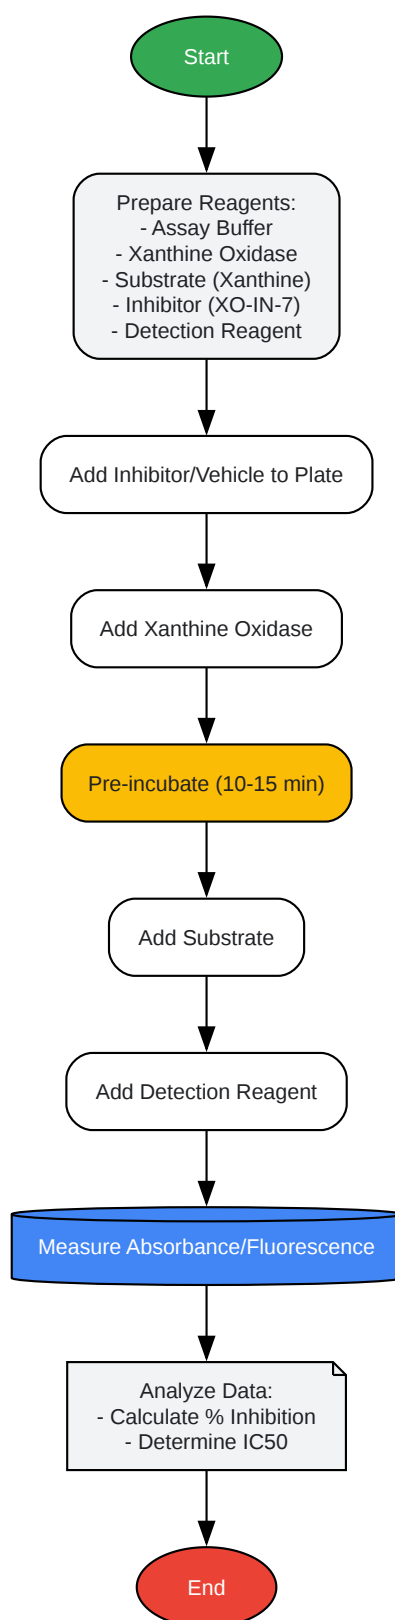 Start
Prepare Reagents:
- Assay Buffer
- Xanthine Oxidase
- Substrate (Xanthine)
- Inhibitor (XO-IN-7)
- Detection Reagent
Add Inhibitor/Vehicle to Plate
Add Xanthine Oxidase
Pre-incubate (10-15 min)
Add Substrate
Add Detection Reagent
Measure Absorbance/Fluorescence
Analyze Data:
- Calculate % Inhibition
- Determine IC50
End